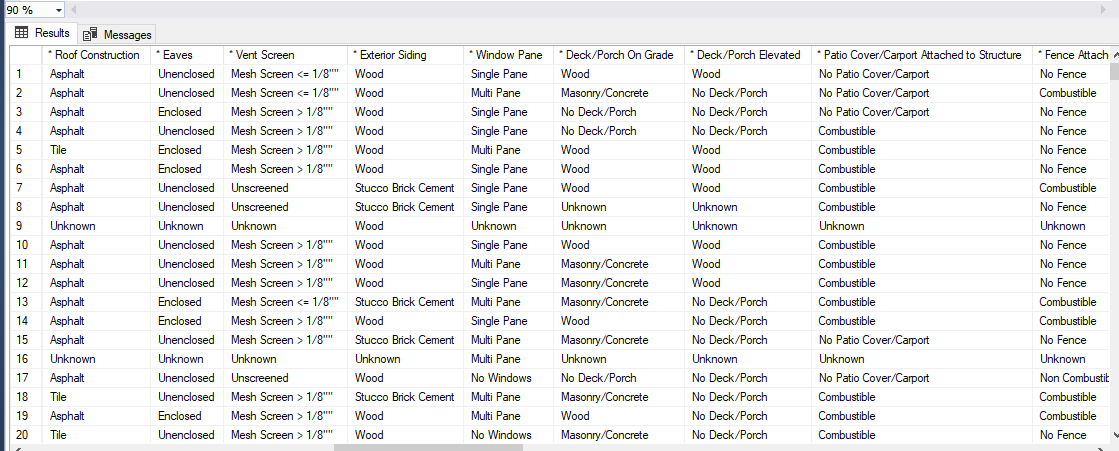 90 %
Results Messages
* Roof Construction * Eaves * Vent Screen * Exterior Siding * Window Pane * Deck/Porch On Grade * Deck/Porch Elevated * Patio Cover/Carport Attached to Structure * Fence Attach
1 Asphalt Unenclosed Mesh Screen <= 1/8"" Wood Single Pane Wood Wood No Patio Cover/Carport No Fence
2 Asphalt Unenclosed Mesh Screen <= 1/8"" Wood Multi Pane Masonry/Concrete No Deck/Porch No Patio Cover/Carport Combustible
3 Asphalt Enclosed Mesh Screen > 1/8"" Wood Single Pane No Deck/Porch No Deck/Porch No Patio Cover/Carport No Fence
4 Asphalt Unenclosed Mesh Screen > 1/8"" Wood Single Pane No Deck/Porch No Deck/Porch Combustible No Fence
5 Tile Enclosed Mesh Screen > 1/8"" Wood Multi Pane Wood Wood Combustible No Fence
6 Asphalt Enclosed Mesh Screen > 1/8"" Wood Single Pane Wood Wood Combustible No Fence
7 Asphalt Unenclosed Unscreened Stucco Brick Cement Single Pane Wood Wood Combustible Combustible
8 Asphalt Unenclosed Unscreened Stucco Brick Cement Single Pane Unknown Unknown Combustible No Fence
9 Unknown Unknown Unknown Wood Unknown Unknown Unknown Unknown Unknown
10 Asphalt Unenclosed Mesh Screen > 1/8"" Wood Single Pane Wood Wood Combustible No Fence
11 Asphalt Unenclosed Mesh Screen > 1/8"" Wood Multi Pane Masonry/Concrete Wood Combustible No Fence
12 Asphalt Unenclosed Mesh Screen > 1/8"" Wood Single Pane Masonry/Concrete Wood Combustible No Fence
13 Asphalt Enclosed Mesh Screen <= 1/8"" Stucco Brick Cement Multi Pane Masonry/Concrete No Deck/Porch Combustible Combustible
14 Asphalt Enclosed Mesh Screen > 1/8"" Wood Single Pane Wood No Deck/Porch Combustible Combustible
15 Asphalt Unenclosed Mesh Screen > 1/8"" Stucco Brick Cement Multi Pane Masonry/Concrete No Deck/Porch No Patio Cover/Carport No Fence
16 Unknown Unknown Unknown Unknown Multi Pane Unknown Unknown Unknown Unknown
17 Asphalt Unenclosed Unscreened Wood No Windows No Deck/Porch No Deck/Porch No Patio Cover/Carport Non Combustib
18 Tile Unenclosed Mesh Screen > 1/8"" Stucco Brick Cement Multi Pane Masonry/Concrete No Deck/Porch Combustible Combustible
19 Asphalt Enclosed Mesh Screen > 1/8"" Wood Multi Pane Wood No Deck/Porch Combustible Combustible
20 Tile Unenclosed Mesh Screen > 1/8"" Wood No Windows Masonry/Concrete No Deck/Porch Combustible No Fence